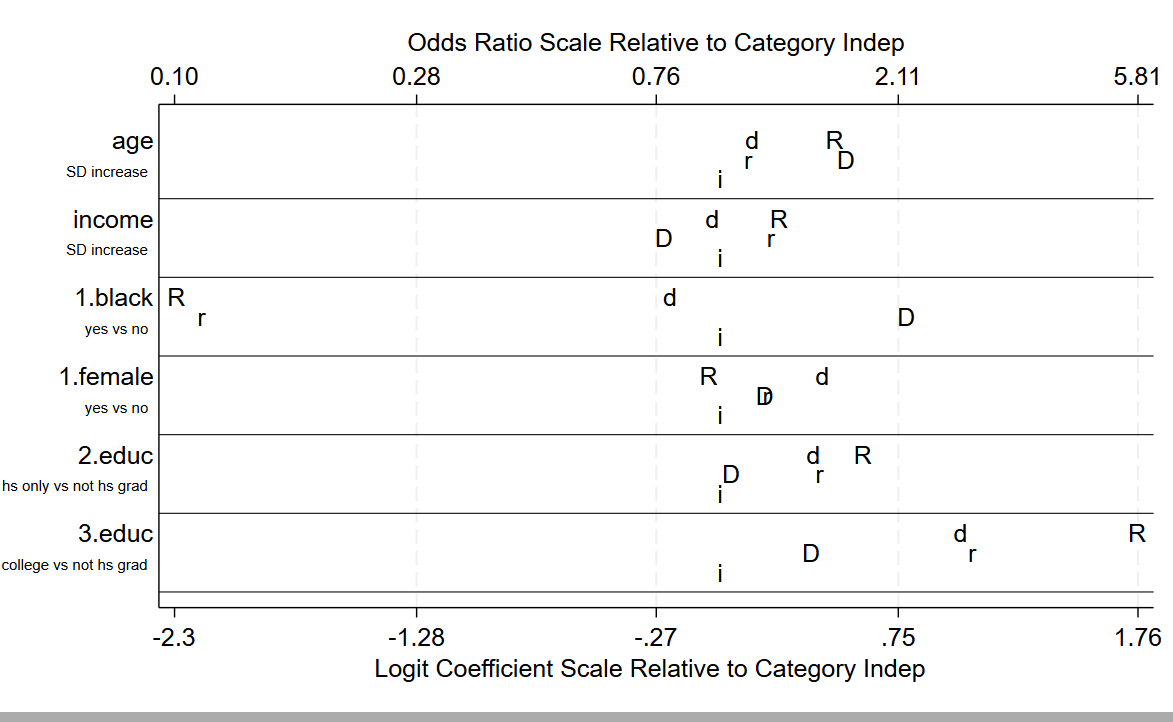 Odds Ratio Scale Relative to Category Indep
0.10 0.28 0.76 2.11 5.81
age d R
r D
SD increase i
income d R
D r
SD increase i
1.black R d
r D
yes vs no i
1.female R d
D r
yes vs no i
2.educ d R
D r
hs only vs not hs grad i
3.educ d R
D r
college vs not hs grad i
-2.3 -1.28 -.27 .75 1.76
Logit Coefficient Scale Relative to Category Indep